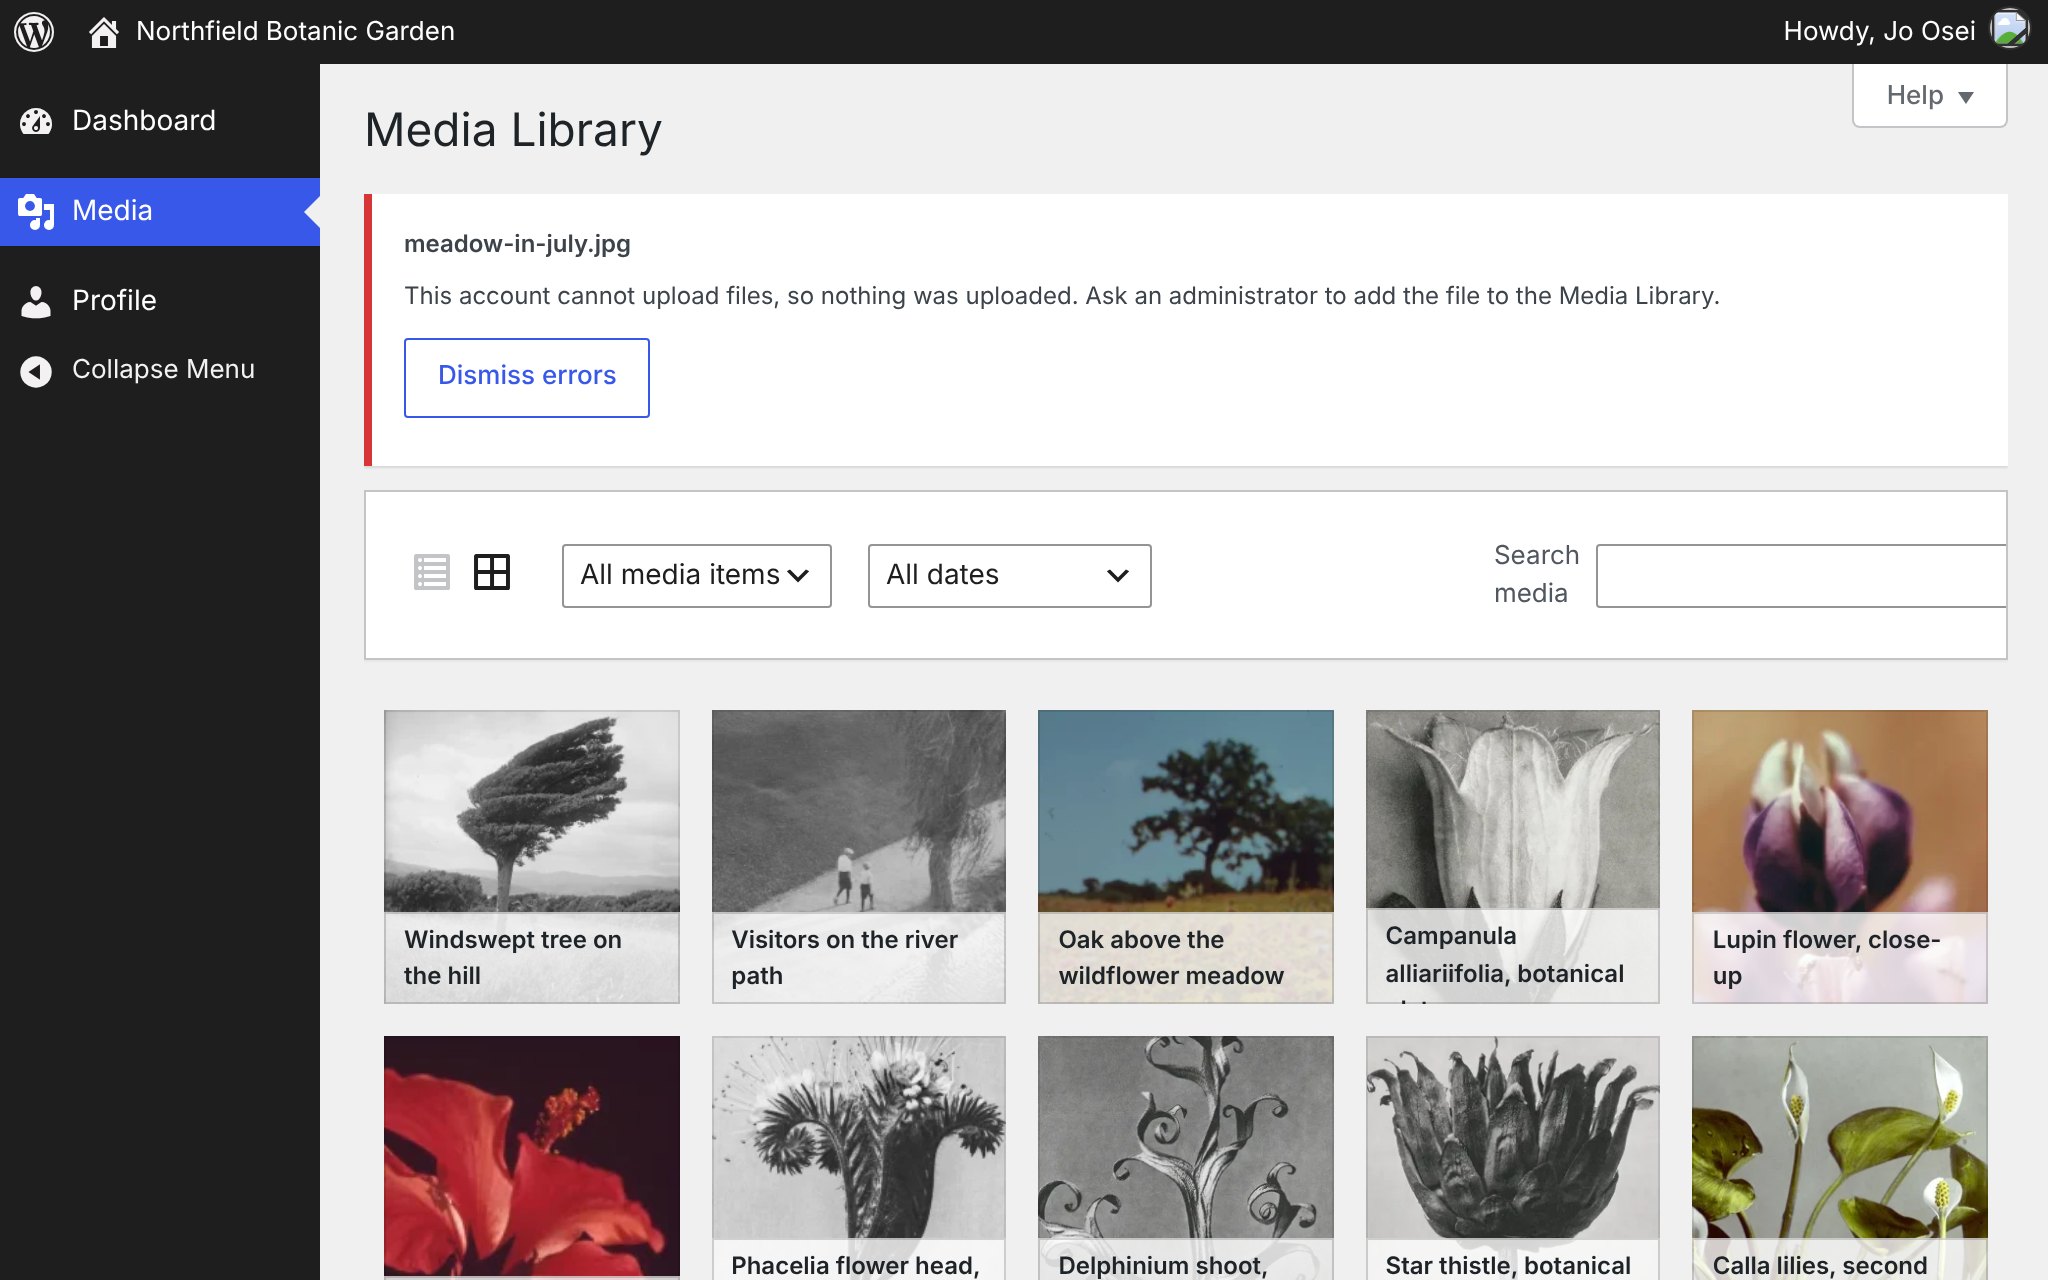 Northfield Botanic Garden
Howdy, Jo Osei
Dashboard
Media
Profile
Collapse Menu
Help
Media Library
meadow-in-july.jpg
This account cannot upload files, so nothing was uploaded. Ask an administrator to add the file to the Media Library.
Dismiss errors
All media items
All dates
Search
media
Windswept tree on
the hill
Visitors on the river
path
Oak above the
wildflower meadow
Campanula
alliariifolia, botanical
Lupin flower, close-
up
Phacelia flower head,
Delphinium shoot,
Star thistle, botanical
Calla lilies, second